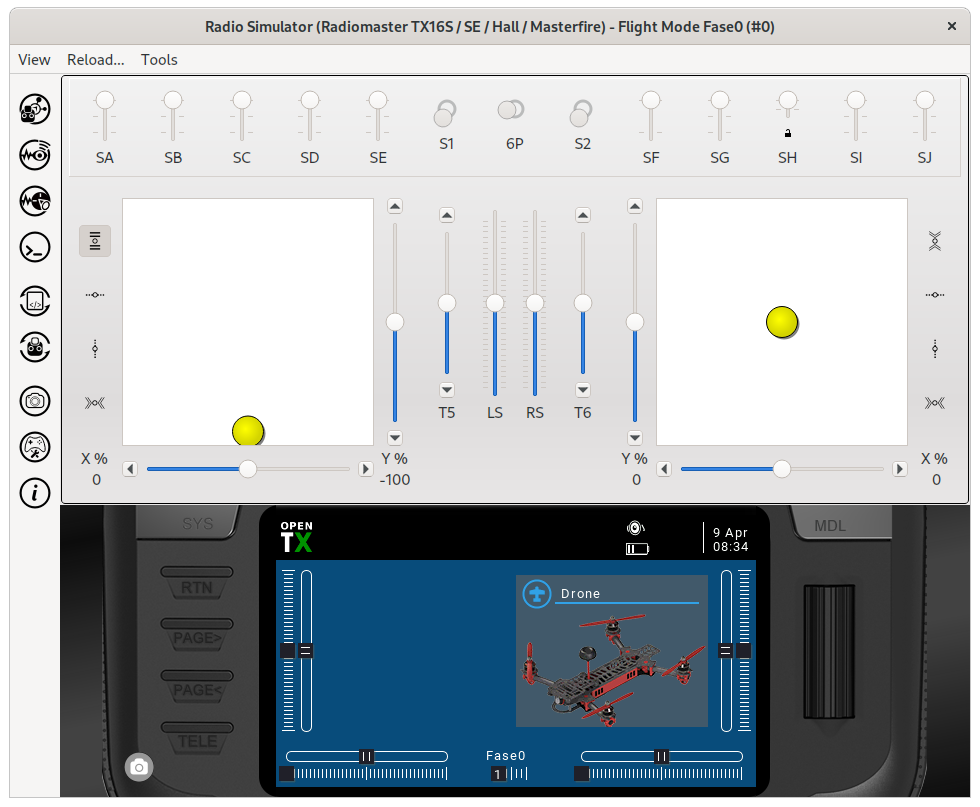 Radio Simulator (Radiomaster TX16S / SE / Hall / Masterfire) - Flight Mode Fase0 (#0)
View Reload... Tools
SA SB SC SD SE S1 6P S2 SF SG SH SI SJ
T5 LS RS T6
X % Y % Y % X %
0 -100 0 0
SYS MDL
OPEN
TX
9 Apr
08:34
RTN
PAGE>
PAGE<
TELE
Drone
Fase0
1